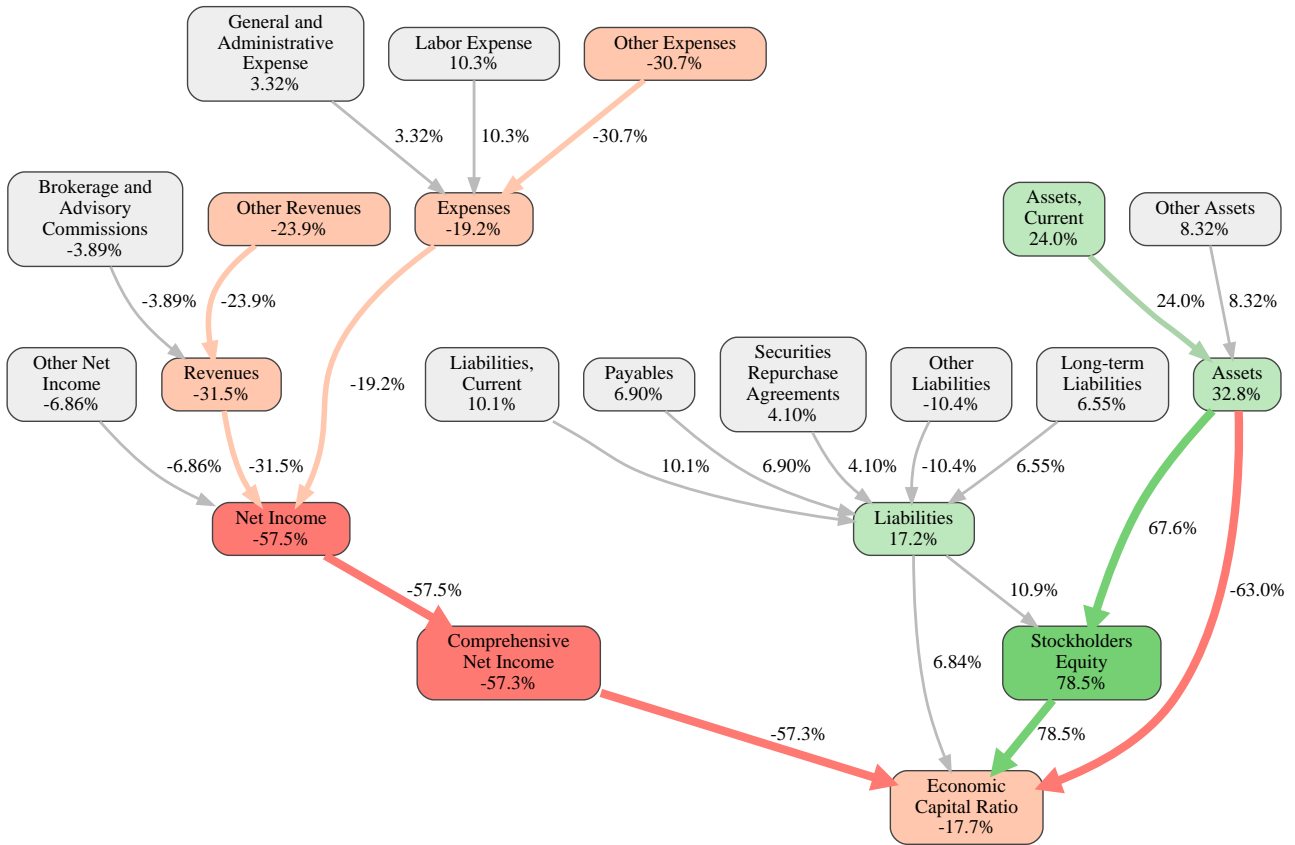 General and
Administrative
Expense
3.32%
Labor Expense
10.3%
Other Expenses
-30.7%
3.32%
10.3%
-30.7%
Brokerage and
Advisory
Commissions
-3.89%
Other Revenues
-23.9%
Expenses
-19.2%
Assets,
Current
24.0%
Other Assets
8.32%
-3.89%
-23.9%
24.0%
8.32%
Other Net
Income
-6.86%
Revenues
-31.5%
-19.2%
Liabilities,
Current
10.1%
Payables
6.90%
Securities
Repurchase
Agreements
4.10%
Other
Liabilities
-10.4%
Long-term
Liabilities
6.55%
Assets
32.8%
-6.86%
-31.5%
10.1%
6.90%
4.10%
-10.4%
6.55%
Net Income
-57.5%
Liabilities
17.2%
67.6%
-57.5%
10.9%
-63.0%
Comprehensive
Net Income
-57.3%
6.84%
Stockholders
Equity
78.5%
-57.3%
78.5%
Economic
Capital Ratio
-17.7%